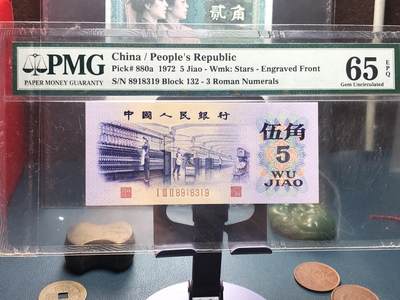 贰角
PMG
PAPER MONEY GUARANTY
China / People's Republic
Pick# 880a 1972 5 Jiao - Wmk: Stars - Engraved Front
S/N 8918319 Block 132 - 3 Roman Numerals
65 EPQ
Gem Uncirculated
中國人民銀行
伍角
5
WU
JIAO
I III II 8918319